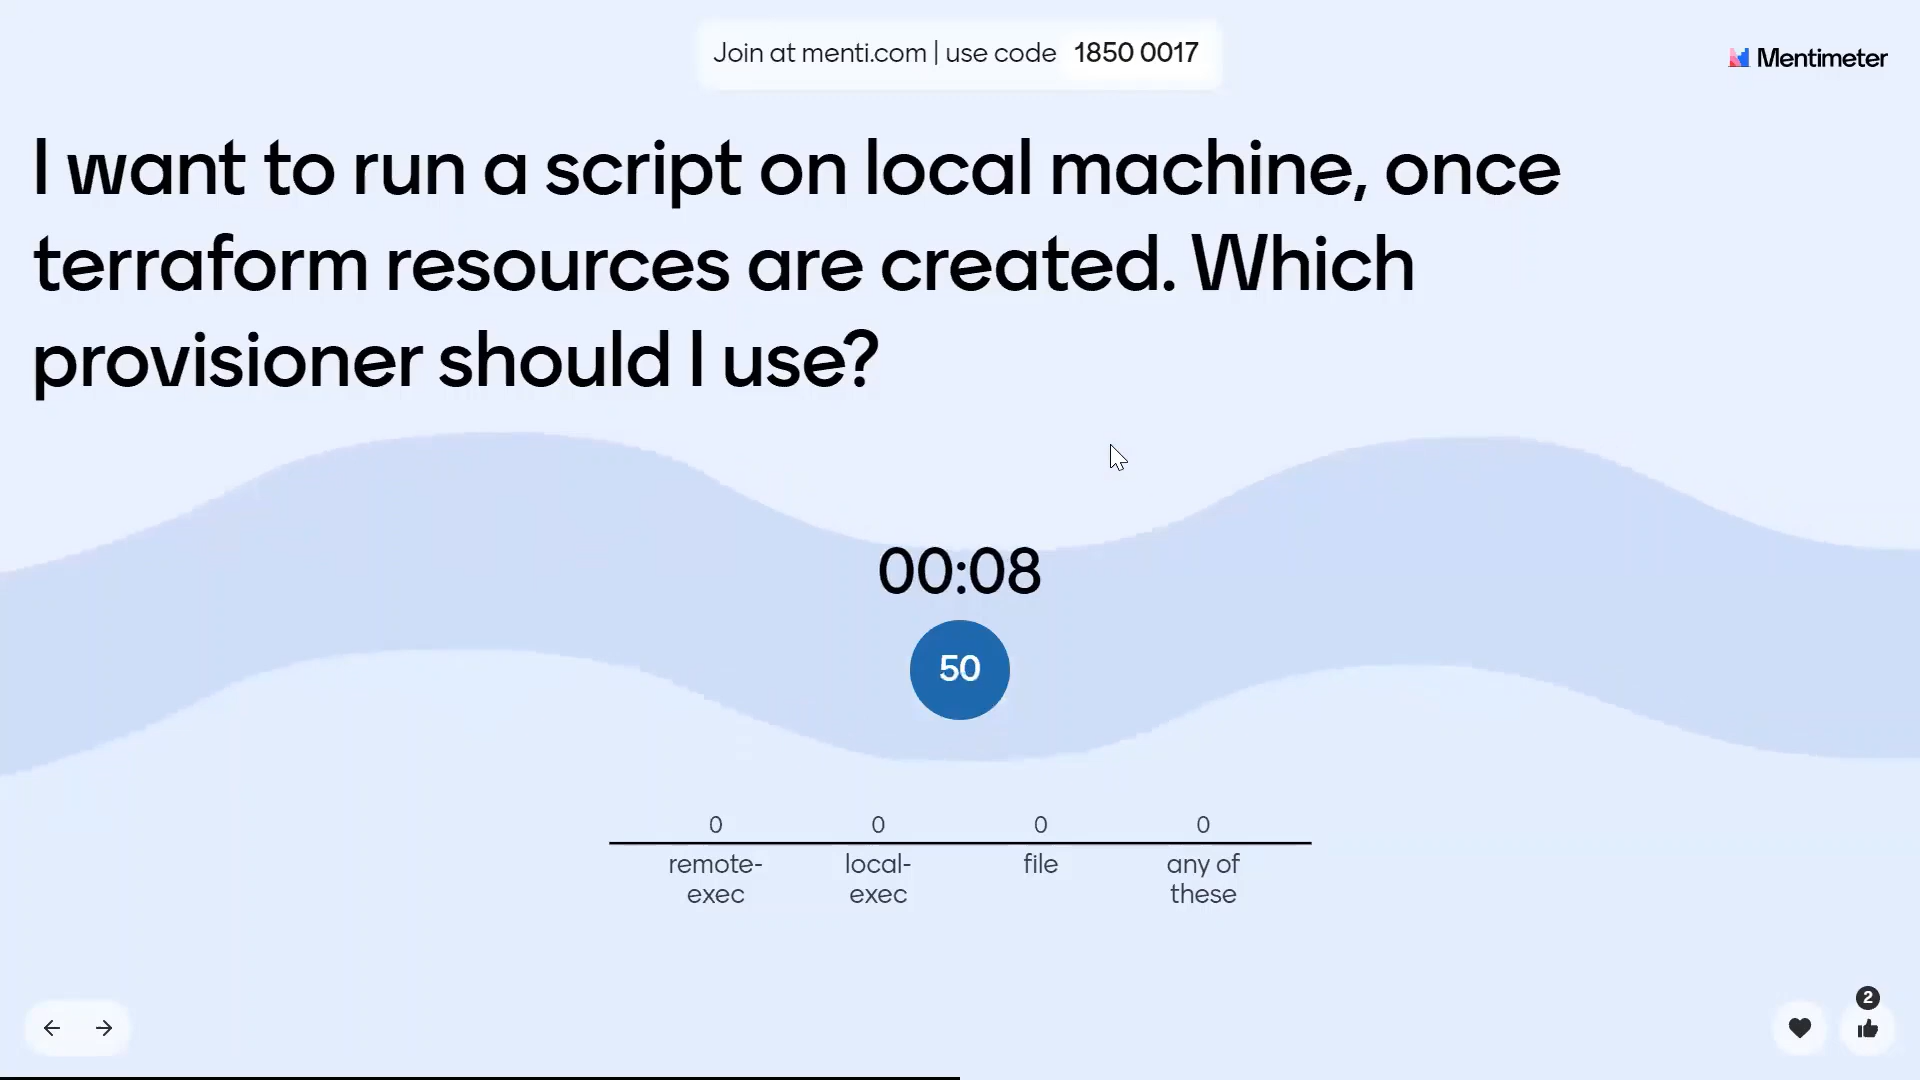 Join at menti.com | use code 1850 0017
Mentimeter
I want to run a script on local machine, once
terraform resources are created. Which
provisioner should I use?
00:08
50
0 0 0 0
remote- local- file any of
exec exec these
2